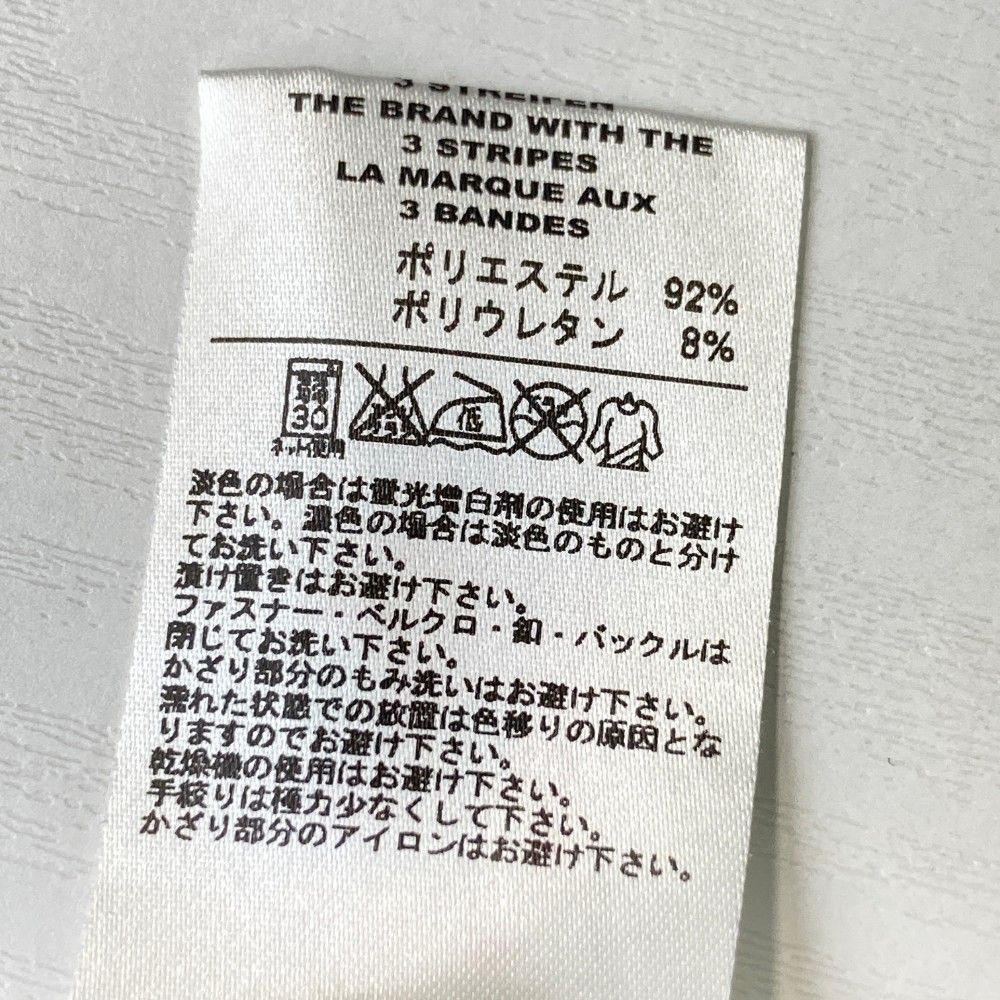 3 STREIFEN
THE BRAND WITH THE
3 STRIPES
LA MARQUE AUX
3 BANDES
ポリエステル 92%
ポリウレタン 8%
30 低
ネット使用
淡色の場合は蛍光増白剤の使用はお避け
下さい。濃色の場合は淡色のものと分け
てお洗い下さい。
漬け置きはお避け下さい。
ファスナー・ベルクロ・釦・バックルは
閉じてお洗い下さい。
かざり部分のもみ洗いはお避け下さい。
濡れた状態での放置は色移りの原因とな
りますのでお避け下さい。
乾燥機の使用はお避け下さい。
手絞りは極力少なくして下さい。
かざり部分のアイロンはお避け下さい。